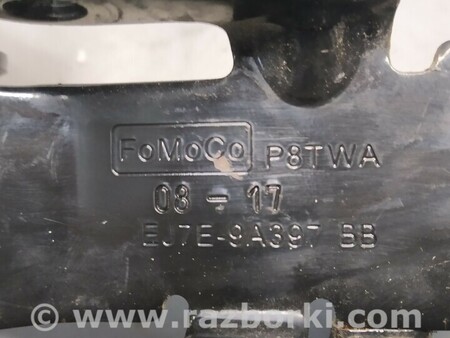 FoMoCo P8TWA
08 - 17
EJ7E-9A397 BB
© www.razborki.com